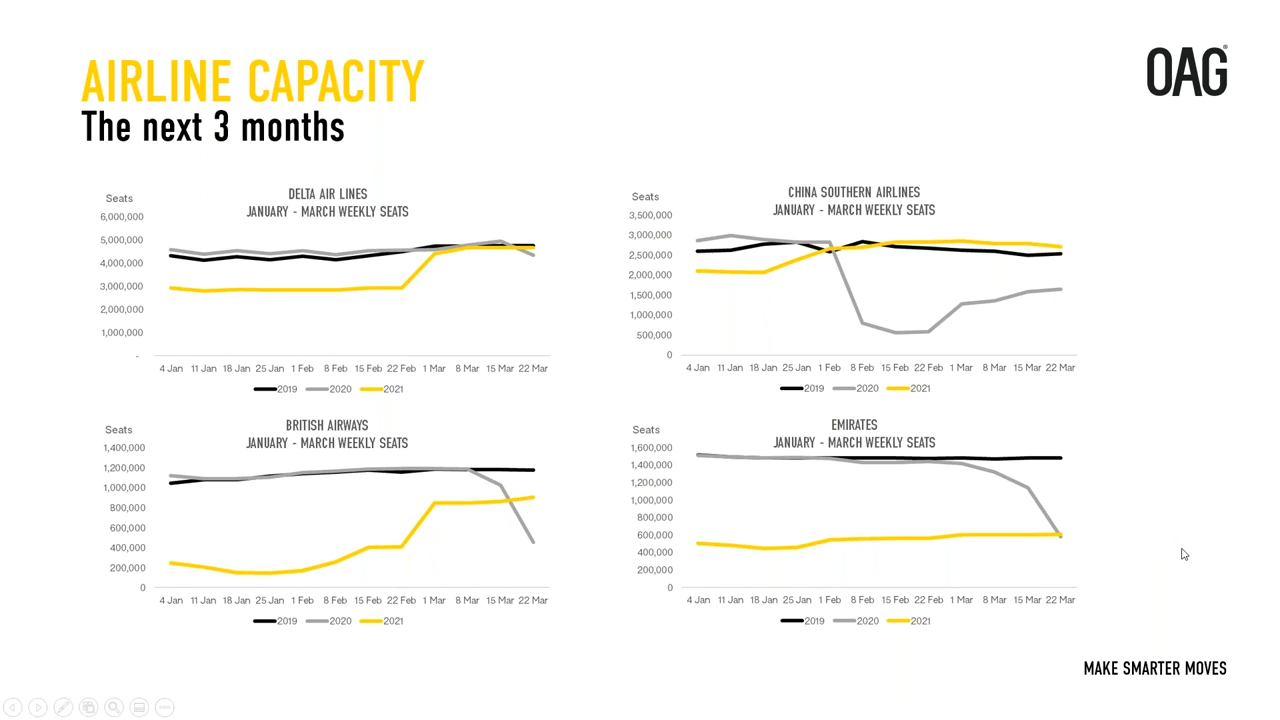 AIRLINE CAPACITY
The next 3 months
OAG®
DELTA AIR LINES
JANUARY - MARCH WEEKLY SEATS
Seats
6,000,000
5,000,000
4,000,000
3,000,000
2,000,000
1,000,000
-
4 Jan 11 Jan 18 Jan 25 Jan 1 Feb 8 Feb 15 Feb 22 Feb 1 Mar 8 Mar 15 Mar 22 Mar
2019 2020 2021
CHINA SOUTHERN AIRLINES
JANUARY - MARCH WEEKLY SEATS
Seats
3,500,000
3,000,000
2,500,000
2,000,000
1,500,000
1,000,000
500,000
0
4 Jan 11 Jan 18 Jan 25 Jan 1 Feb 8 Feb 15 Feb 22 Feb 1 Mar 8 Mar 15 Mar 22 Mar
2019 2020 2021
BRITISH AIRWAYS
JANUARY - MARCH WEEKLY SEATS
Seats
1,400,000
1,200,000
1,000,000
800,000
600,000
400,000
200,000
0
4 Jan 11 Jan 18 Jan 25 Jan 1 Feb 8 Feb 15 Feb 22 Feb 1 Mar 8 Mar 15 Mar 22 Mar
2019 2020 2021
EMIRATES
JANUARY - MARCH WEEKLY SEATS
Seats
1,600,000
1,400,000
1,200,000
1,000,000
800,000
600,000
400,000
200,000
0
4 Jan 11 Jan 18 Jan 25 Jan 1 Feb 8 Feb 15 Feb 22 Feb 1 Mar 8 Mar 15 Mar 22 Mar
2019 2020 2021
MAKE SMARTER MOVES